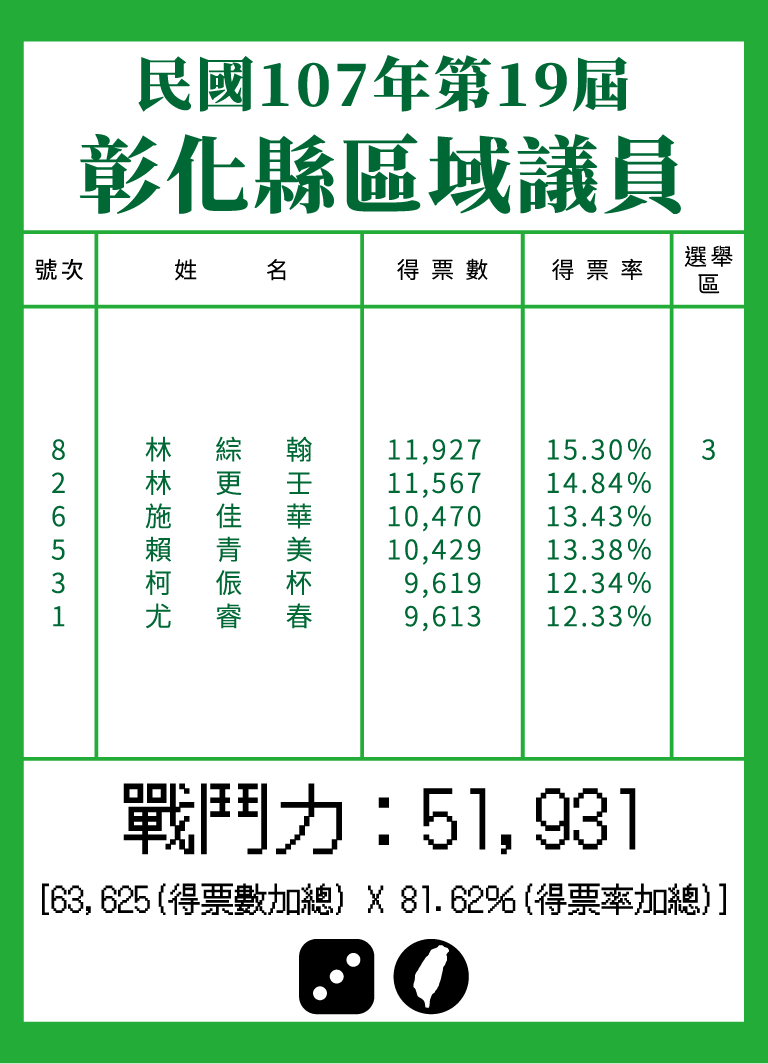 民國107年第19屆
彰化縣區域議員
號次 姓 名 得票數 得票率 選舉區
8 林綜翰 11,927 15.30% 3
2 林更壬 11,567 14.84%
6 施佳華 10,470 13.43%
5 賴青美 10,429 13.38%
3 柯侲杯 9,619 12.34%
1 尤睿春 9,613 12.33%
戰鬥力：51,931
[63,625(得票數加總) X 81.62%(得票率加總)]